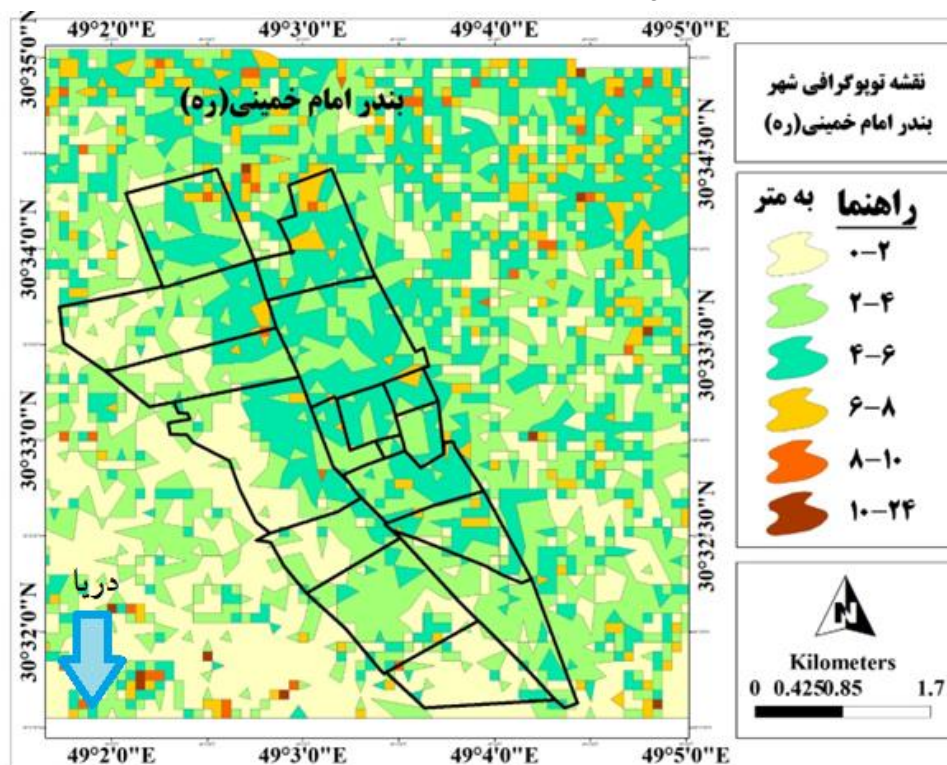 49°2'0"E 49°3'0"E 49°4'0"E 49°5'0"E
30°35'0"N
30°34'0"N
30°33'0"N
30°32'0"N
بندر امام خمینی(ره)
دریا
30°34'30"N
30°33'30"N
30°32'30"N
49°2'0"E 49°3'0"E 49°4'0"E 49°5'0"E
نقشه توپوگرافی شهر
بندر امام خمینی(ره)
راهنما به متر
۰-۲
۲-۴
۴-۶
۶-۸
۸-۱۰
۱۰-۲۴
N
Kilometers
0 0.425 0.85 1.7